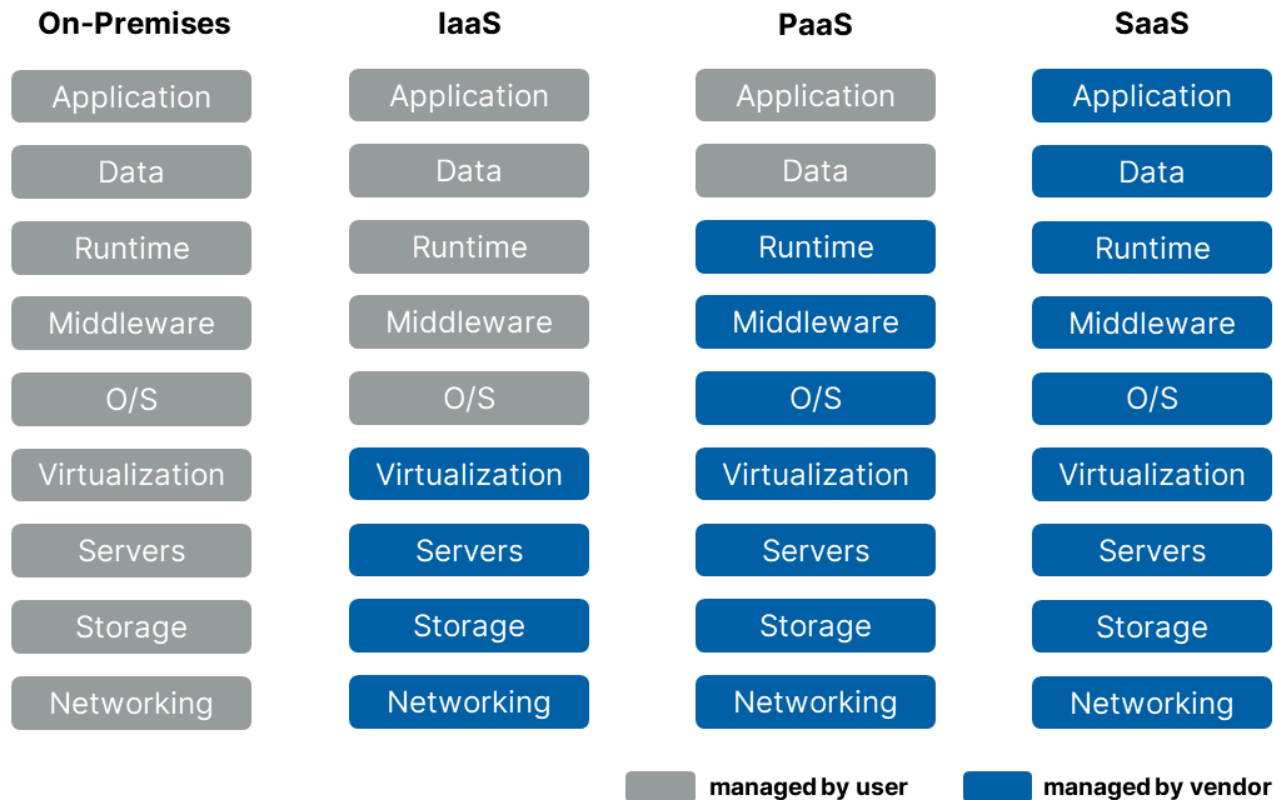 On-Premises IaaS PaaS SaaS
Application Application Application Application
Data Data Data Data
Runtime Runtime Runtime Runtime
Middleware Middleware Middleware Middleware
O/S O/S O/S O/S
Virtualization Virtualization Virtualization Virtualization
Servers Servers Servers Servers
Storage Storage Storage Storage
Networking Networking Networking Networking
managed by user managed by vendor